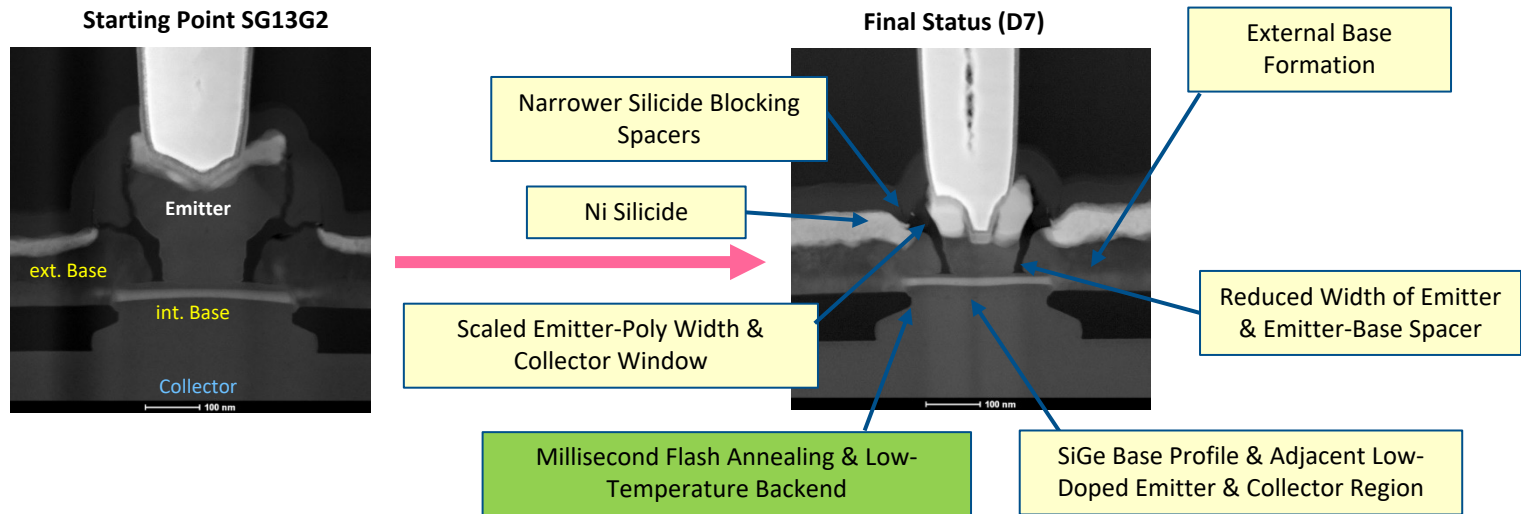 Starting Point SG13G2
Final Status (D7)
External Base
Formation
Narrower Silicide Blocking
Spacers
Ni Silicide
Emitter
ext. Base
int. Base
Collector
100 nm
Scaled Emitter-Poly Width &
Collector Window
Reduced Width of Emitter
& Emitter-Base Spacer
100 nm
Millisecond Flash Annealing & Low-
Temperature Backend
SiGe Base Profile & Adjacent Low-
Doped Emitter & Collector Region